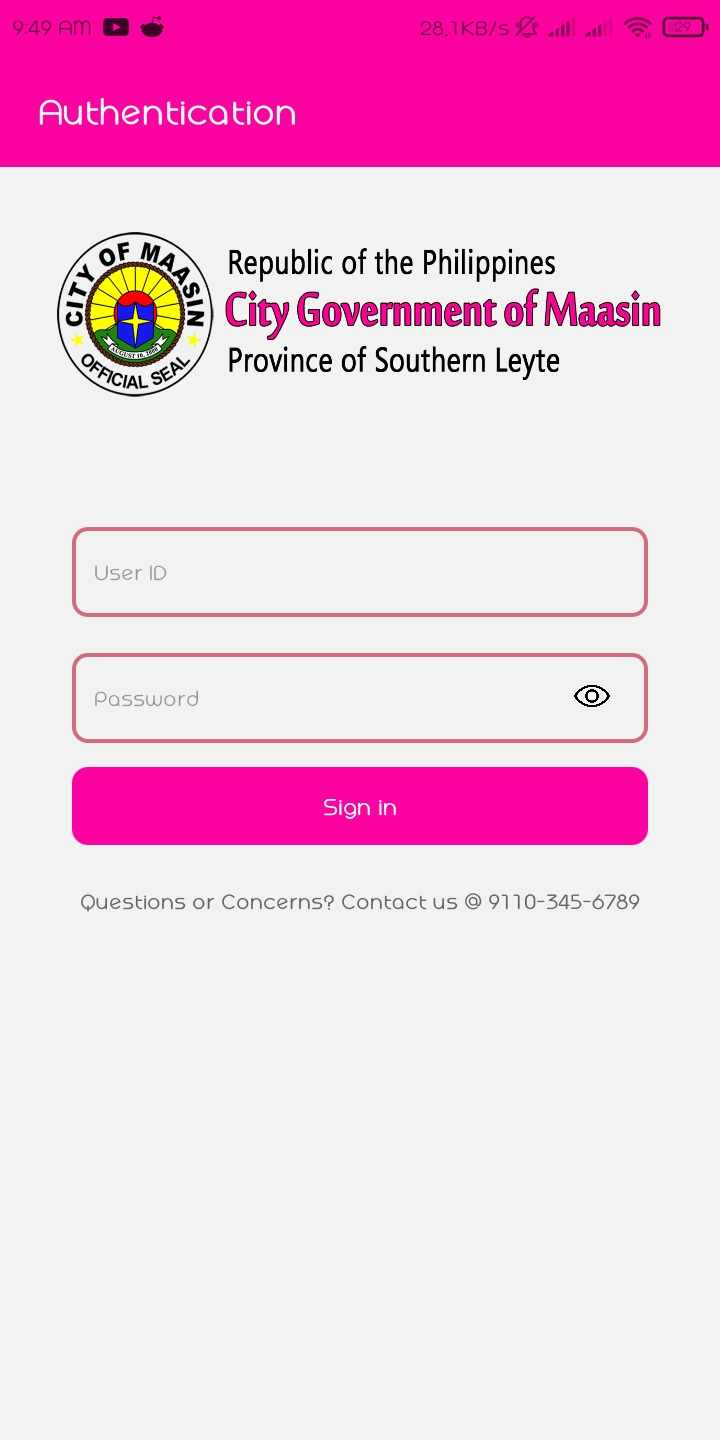 9:49 AM 28.1KB/s 29
Authentication
CITY OF MAASIN
AUGUST 10, 2000
OFFICIAL SEAL
Republic of the Philippines
City Government of Maasin
Province of Southern Leyte
User ID
Password
Sign in
Questions or Concerns? Contact us @ 9110-345-6789